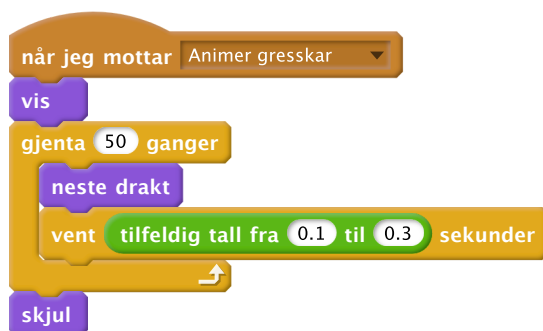 når jeg mottar Animer gresskar
vis
gjenta 50 ganger
neste drakt
vent tilfeldig tall fra 0.1 til 0.3 sekunder
skjul